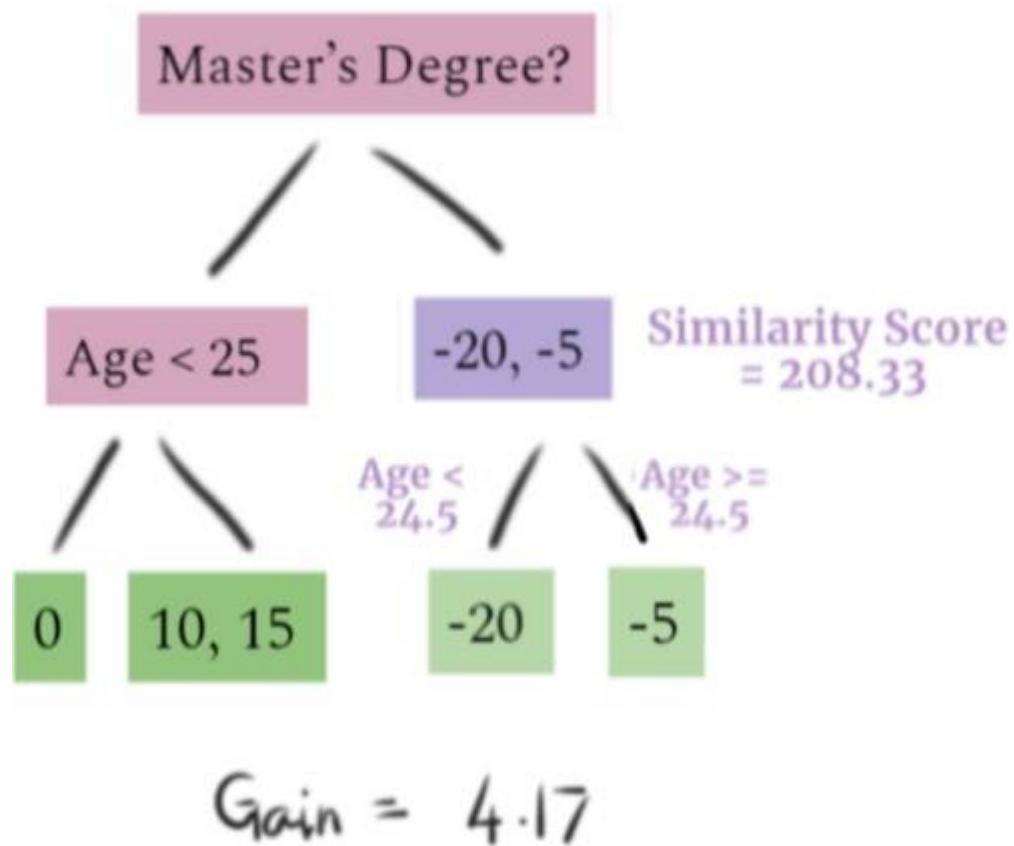 Master's Degree?
Age < 25
-20, -5
Similarity Score
= 208.33
Age <
24.5
Age >=
24.5
0
10, 15
-20
-5
Gain = 4.17